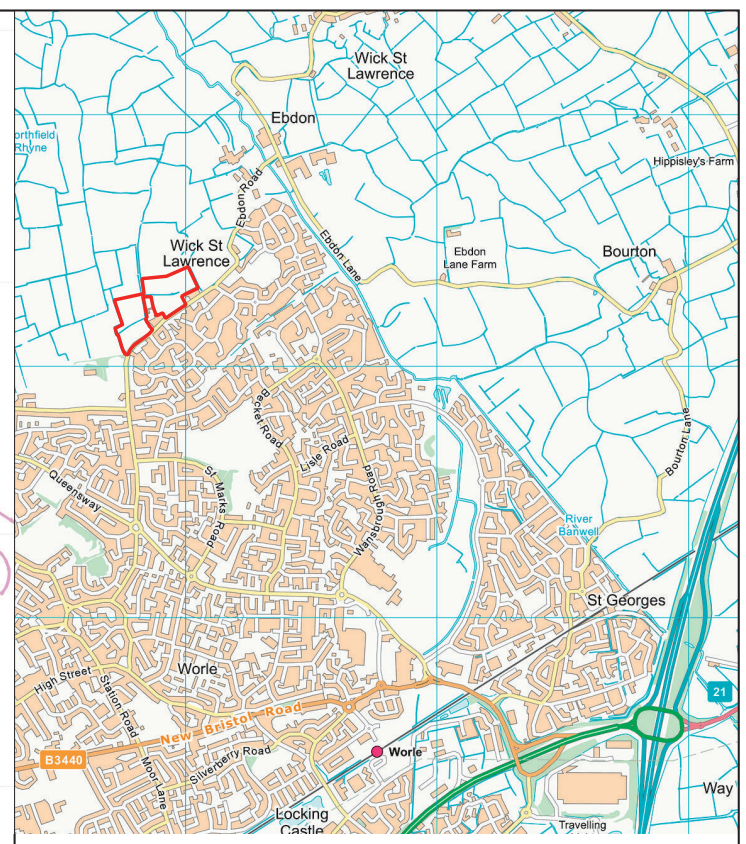 Wick St
Lawrence
Ebdon
orthfield
Rhyne
Hippisley's Farm
Ebdon Road
Wick St
Lawrence
Ebdon Lane
Ebdon
Lane Farm
Bourton
Becket Road
Lisle Road
Bourton Lane
Queensway
St. Marks Road
Wansbrough Road
River
Banwell
St Georges
High Street
Worle
Station Road
21
New Bristol Road
B3440
Silverberry Road
Worle
Moor Lane
Way
Locking
Castle
Travelling